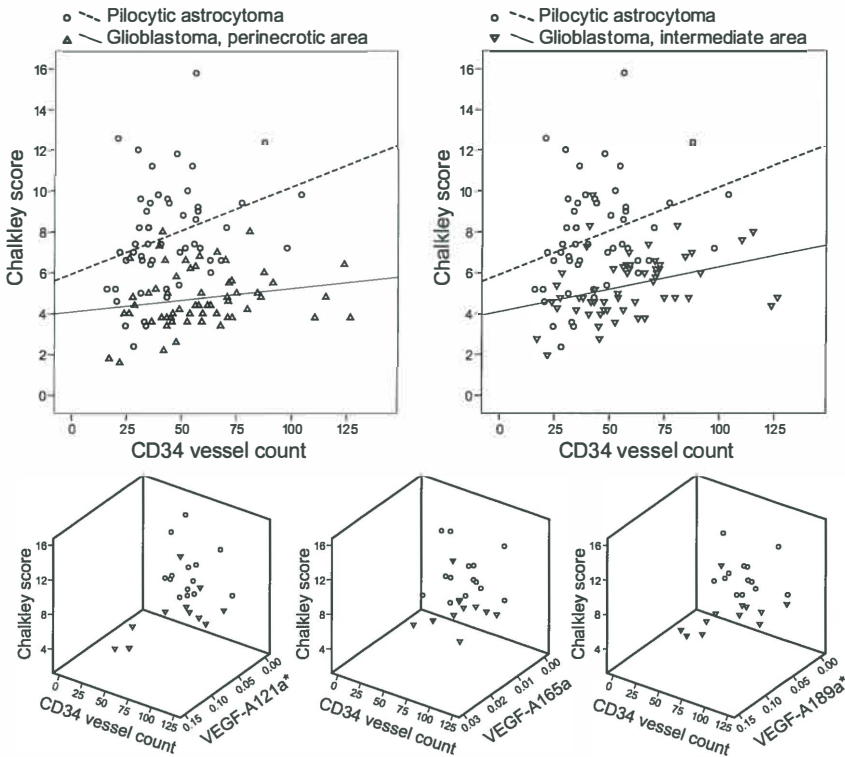 Pilocytic astrocytoma
Glioblastoma, perinecrotic area
16
14
12
10
8
6
4
2
0
Chalkley score
0 25 50 75 100 125
CD34 vessel count
Pilocytic astrocytoma
Glioblastoma, intermediate area
16
14
12
10
8
6
4
2
0
Chalkley score
0 25 50 75 100 125
CD34 vessel count
16
12
8
4
Chalkley score
0 25 50 75 100 125
CD34 vessel count
0.15 0.10 0.05 0.00
VEGF-A121a*
16
12
8
4
Chalkley score
0 25 50 75 100 125
CD34 vessel count
0.03 0.02 0.01 0.00
VEGF-A165a
16
12
8
4
Chalkley score
0 25 50 75 100 125
CD34 vessel count
0.15 0.10 0.05 0.00
VEGF-A189a*